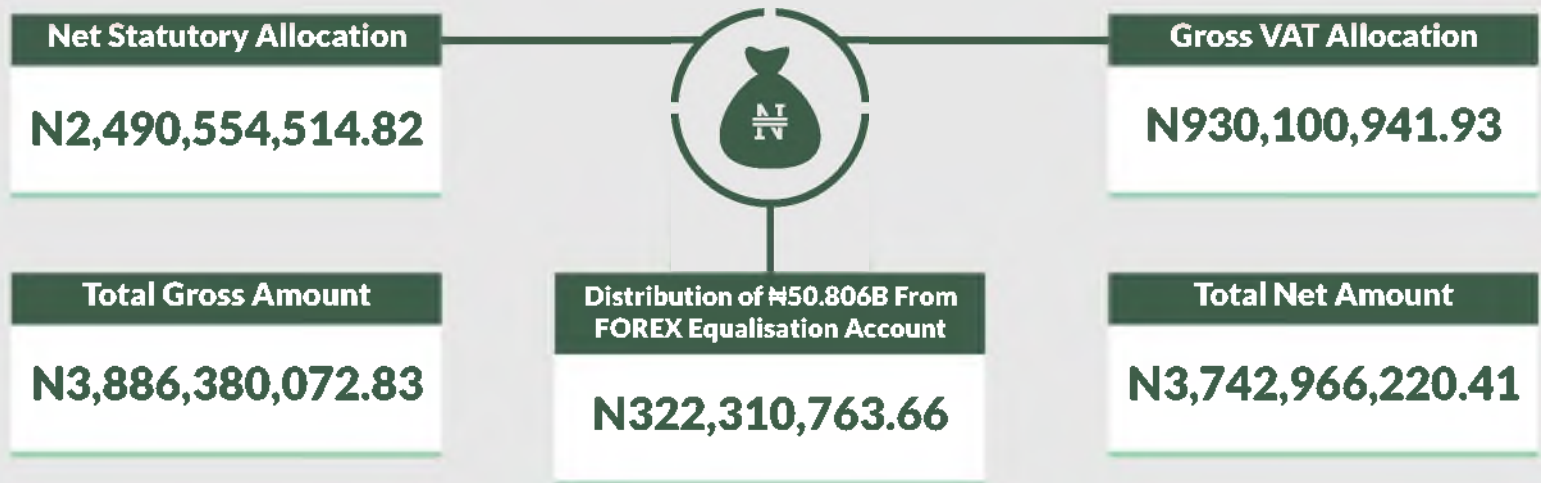 Net Statutory Allocation
N2,490,554,514.82
₦
Gross VAT Allocation
N930,100,941.93
Total Gross Amount
N3,886,380,072.83
Distribution of ₦50.806B From
FOREX Equalisation Account
N322,310,763.66
Total Net Amount
N3,742,966,220.41